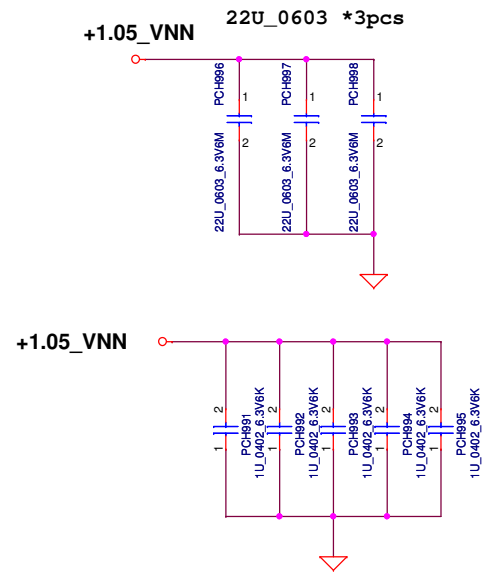 22U_0603 *3pcs
+1.05_VNN
PCH996
PCH997
PCH998
1
1
1
2
2
2
22U_0603_6.3V6M
22U_0603_6.3V6M
22U_0603_6.3V6M
+1.05_VNN
2
2
2
2
2
1
1
1
1
1
PCH991
1U_0402_6.3V6K
PCH992
1U_0402_6.3V6K
PCH993
1U_0402_6.3V6K
PCH994
1U_0402_6.3V6K
PCH995
1U_0402_6.3V6K